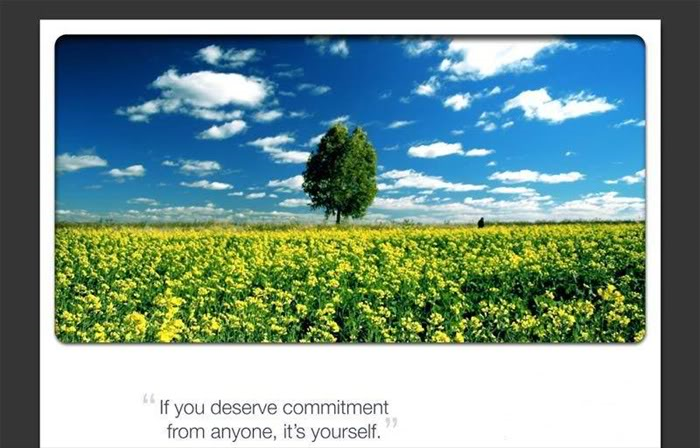 “If you deserve commitment
from anyone, it’s yourself.”